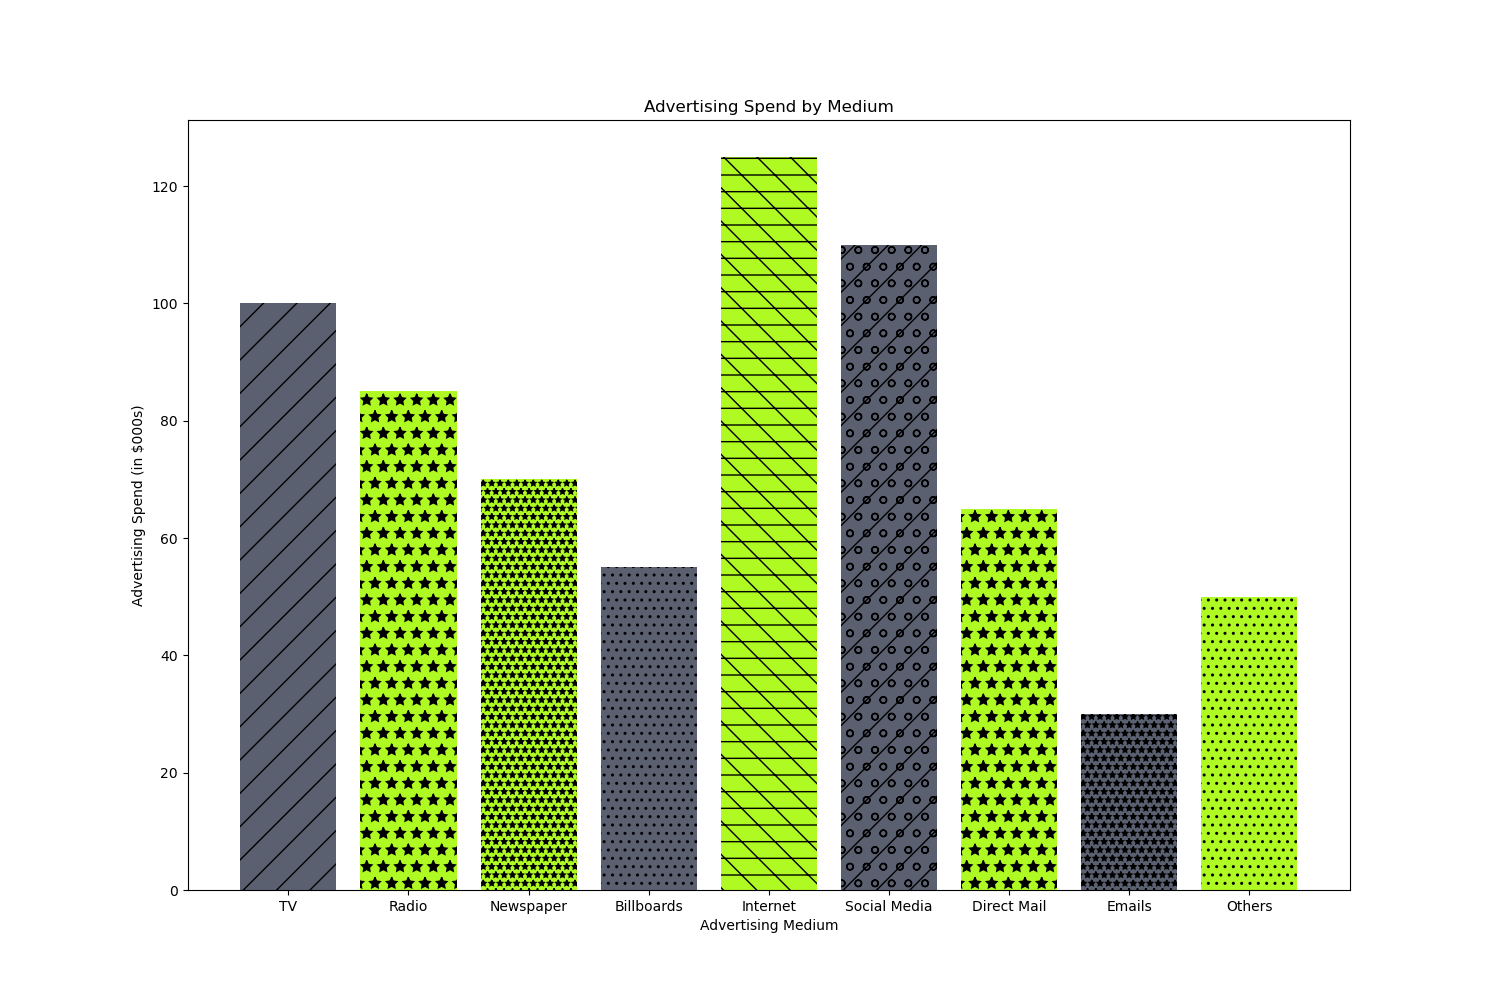 Advertising Spend by Medium
Advertising Spend (in $000s)
120
100
80
60
40
20
0
TV Radio Newspaper Billboards Internet Social Media Direct Mail Emails Others
Advertising Medium